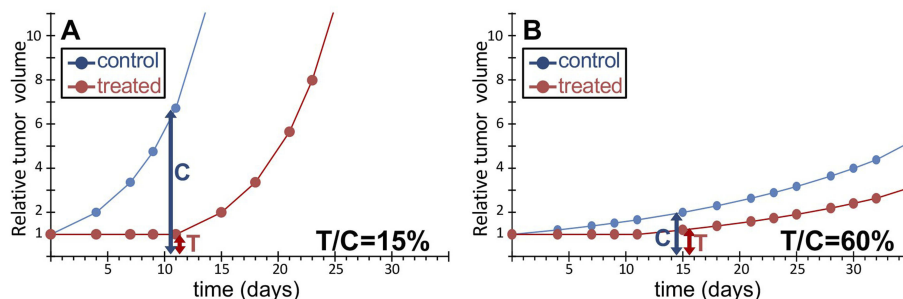 A
Relative tumor volume
10
8
6
4
2
1
control
treated
C
T
T/C=15%
5 10 15 20 25 30
time (days)
B
Relative tumor volume
10
8
6
4
2
1
control
treated
C
T
T/C=60%
5 10 15 20 25 30
time (days)